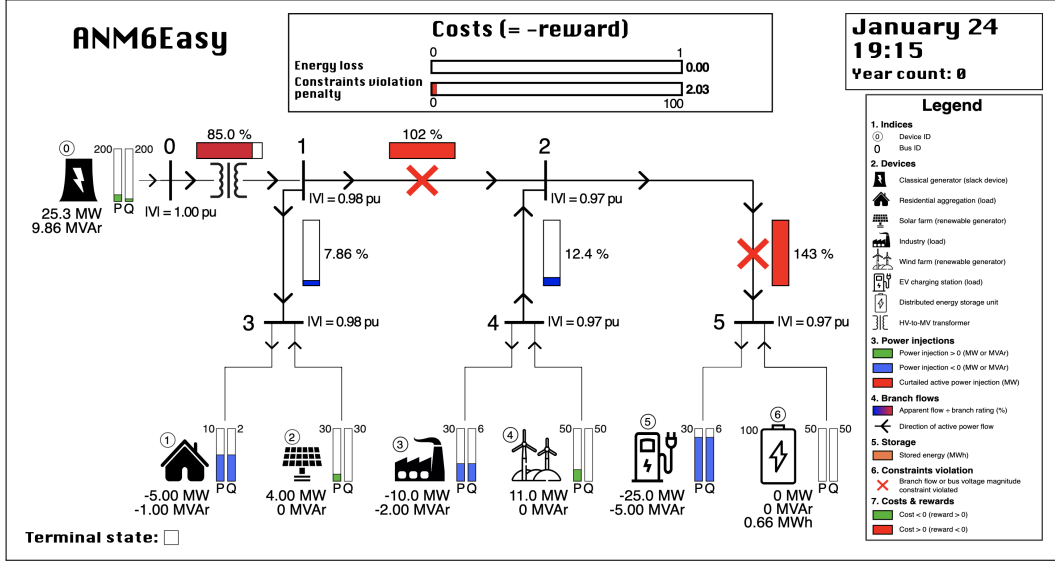 ANM6Easy
Costs (= -reward)
0 1
Energy loss 0.00
Constraints violation penalty 2.03
0 100
January 24
19:15
Year count: 0
Legend
1. Indices
0 Device ID
0 Bus ID
2. Devices
Classical generator (slack device)
Residential aggregation (load)
Solar farm (renewable generator)
Industry (load)
Wind farm (renewable generator)
EV charging station (load)
Distributed energy storage unit
HV-to-MV transformer
3. Power injections
Power injection > 0 (MW or MVAr)
Power injection < 0 (MW or MVAr)
Curtailed active power injection (MW)
4. Branch flows
Apparent flow ÷ branch rating (%)
Direction of active power flow
5. Storage
Stored energy (MWh)
6. Constraints violation
Branch flow or bus voltage magnitude
constraint violated
7. Costs & rewards
Cost < 0 (reward > 0)
Cost > 0 (reward < 0)
0 200 200 0 85.0 % 1 102 % 2
P Q
25.3 MW
9.86 MVAr
|V| = 1.00 pu
|V| = 0.98 pu
|V| = 0.97 pu
7.86 %
12.4 %
143 %
3 |V| = 0.98 pu
4 |V| = 0.97 pu
5 |V| = 0.97 pu
1 10 2
P Q
-5.00 MW
-1.00 MVAr
2 30 30
P Q
4.00 MW
0 MVAr
3 30 6
P Q
-10.0 MW
-2.00 MVAr
4 50 50
P Q
11.0 MW
0 MVAr
5 30 6
P Q
-25.0 MW
-5.00 MVAr
6 100 50 50
P Q
0 MW
0 MVAr
0.66 MWh
Terminal state: